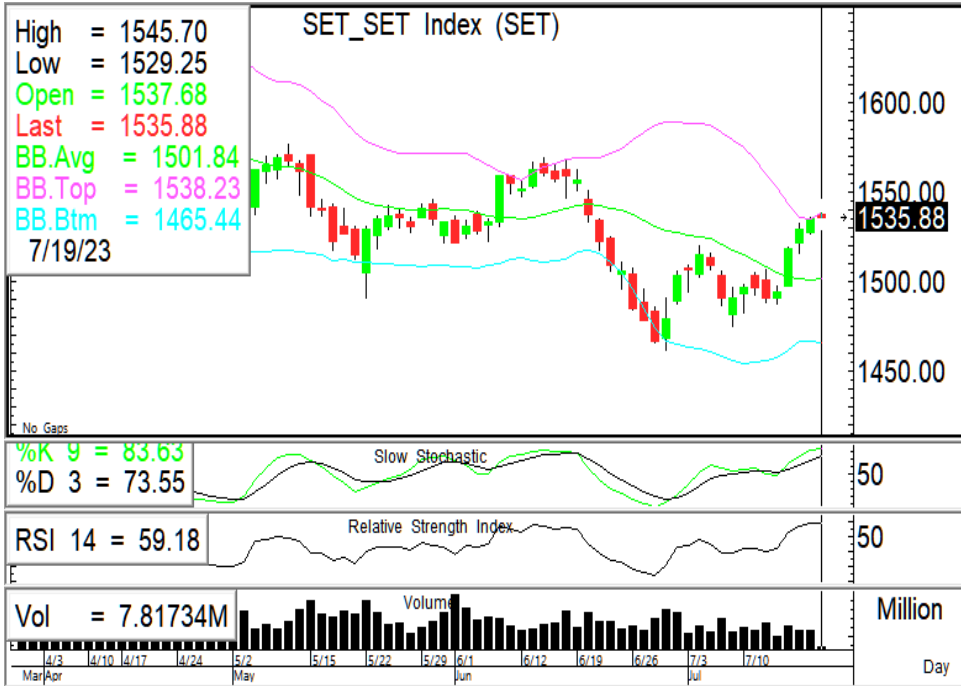 SET_SET Index (SET)
High = 1545.70
Low = 1529.25
Open = 1537.68
Last = 1535.88
BB.Avg = 1501.84
BB.Top = 1538.23
BB.Btm = 1465.44
7/19/23
1600.00
1550.00
1535.88
1500.00
1450.00
No Gaps
%K 9 = 83.63
%D 3 = 73.55
Slow Stochastic
50
RSI 14 = 59.18
Relative Strength Index
50
Vol = 7.81734M
Volume
Million
4/3 4/10 4/17 4/24 5/2 5/15 5/22 5/29 6/1 6/12 6/19 6/26 7/3 7/10
Mar Apr May Jun Jul
Day